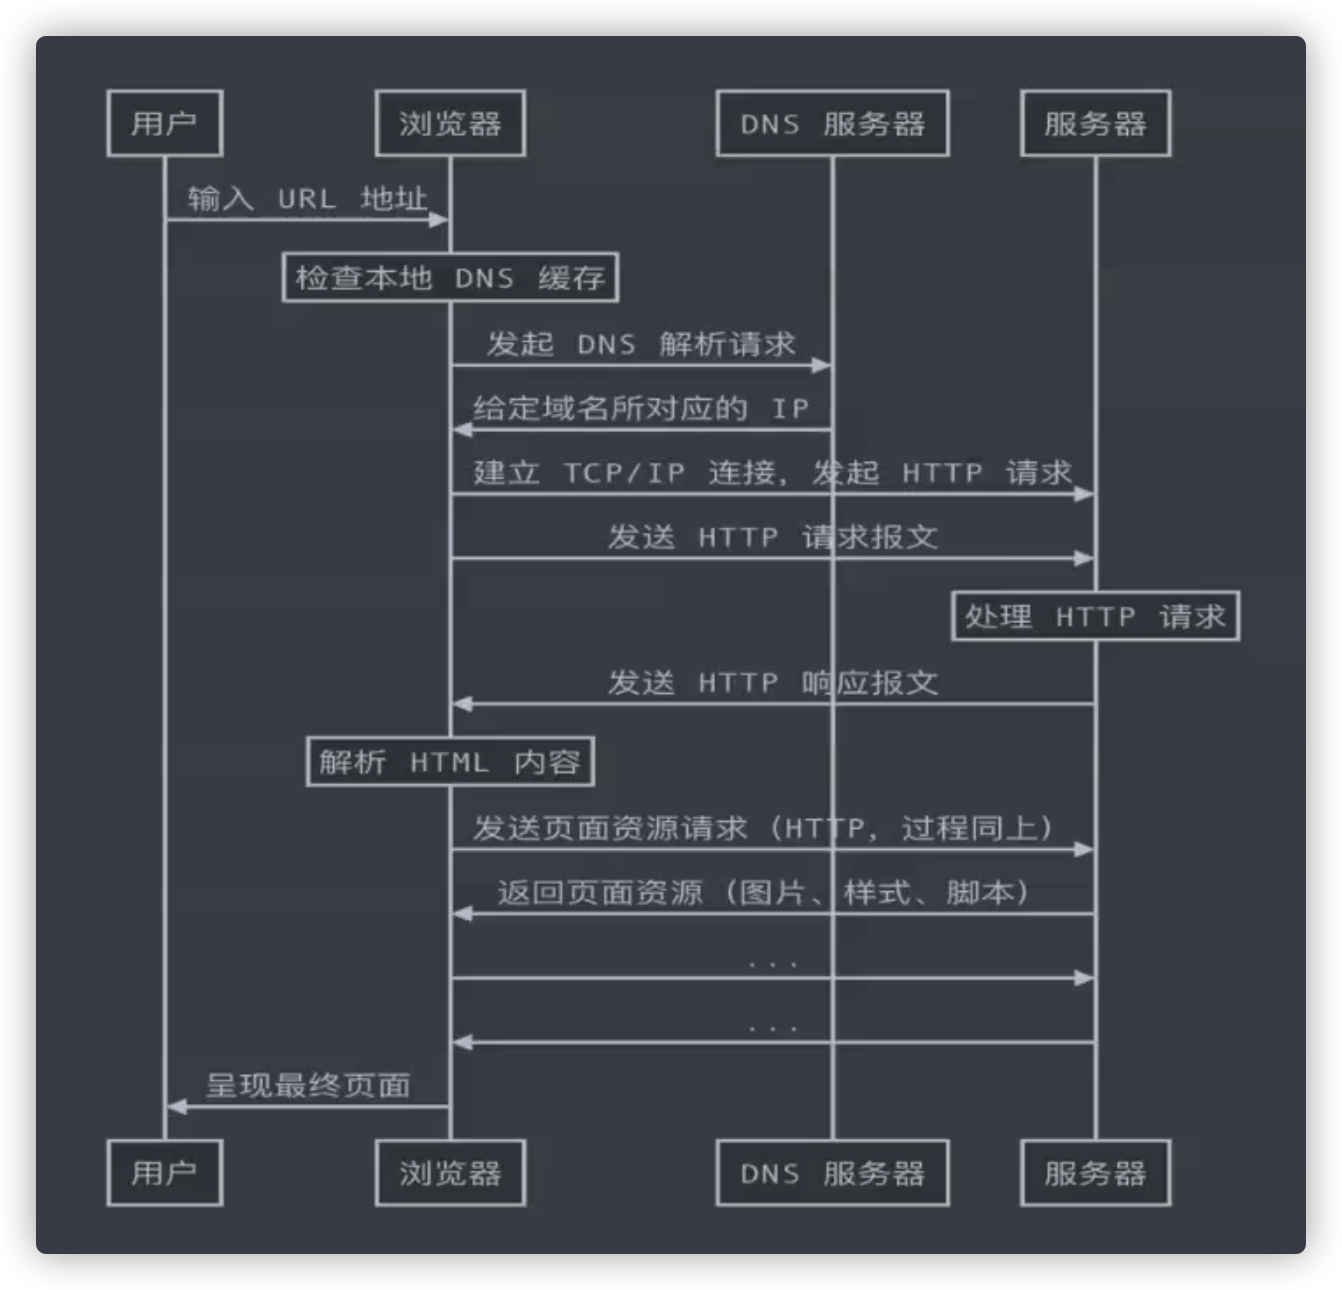 用户
浏览器
DNS 服务器
服务器
输入 URL 地址
检查本地 DNS 缓存
发起 DNS 解析请求
给定域名所对应的 IP
建立 TCP/IP 连接, 发起 HTTP 请求
发送 HTTP 请求报文
处理 HTTP 请求
发送 HTTP 响应报文
解析 HTML 内容
发送页面资源请求（HTTP, 过程同上）
返回页面资源（图片、样式、脚本）
...
...
呈现最终页面
用户
浏览器
DNS 服务器
服务器